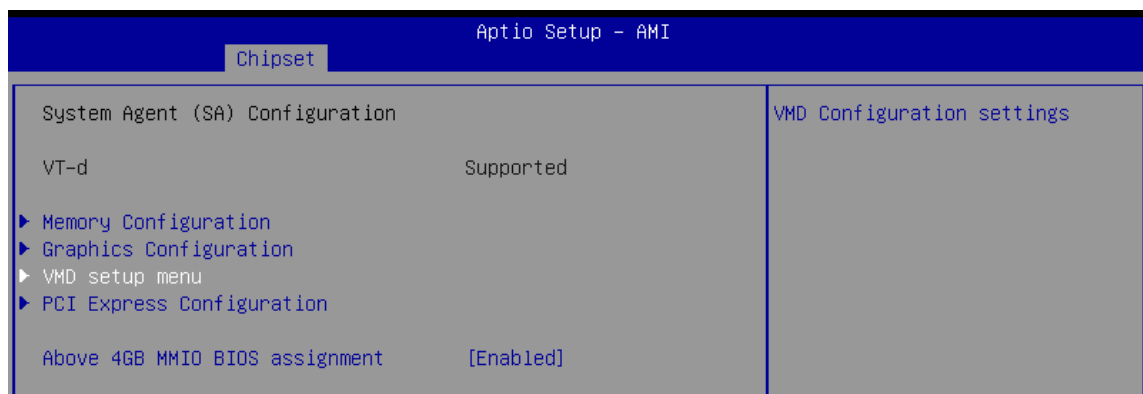 Aptio Setup – AMI
Chipset
System Agent (SA) Configuration
VMD Configuration settings
VT-d Supported
Memory Configuration
Graphics Configuration
VMD setup menu
PCI Express Configuration
Above 4GB MMIO BIOS assignment [Enabled]